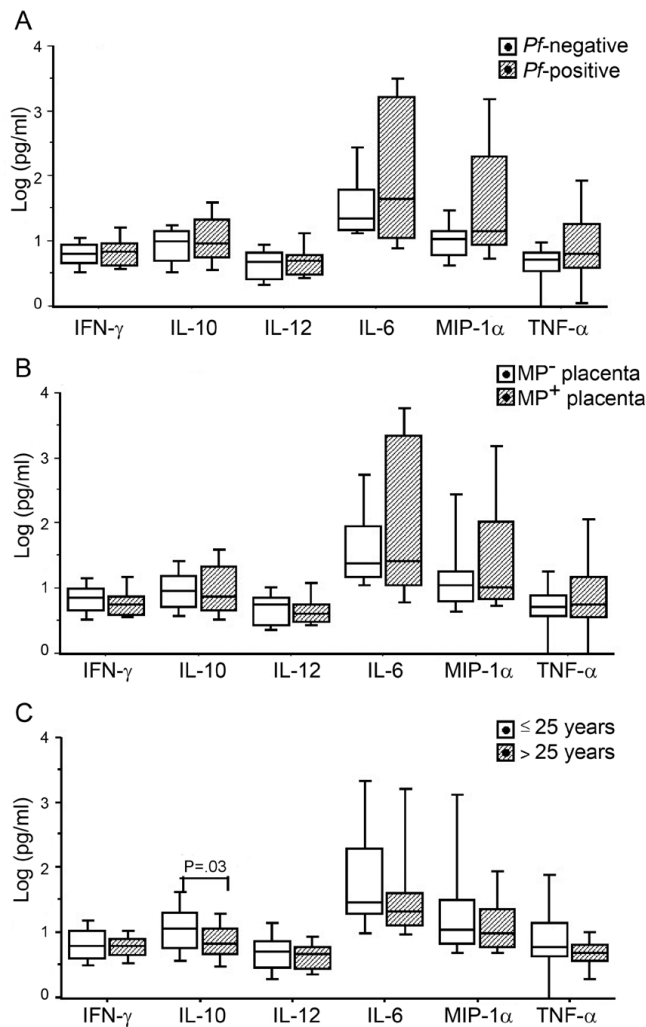 A
Pf-negative
Pf-positive
Log (pg/ml)
4
3
2
1
0
IFN-γ IL-10 IL-12 IL-6 MIP-1α TNF-α
B
MP⁻ placenta
MP⁺ placenta
Log (pg/ml)
4
3
2
1
0
IFN-γ IL-10 IL-12 IL-6 MIP-1α TNF-α
C
≤ 25 years
> 25 years
Log (pg/ml)
4
3
2
1
0
P=.03
IFN-γ IL-10 IL-12 IL-6 MIP-1α TNF-α